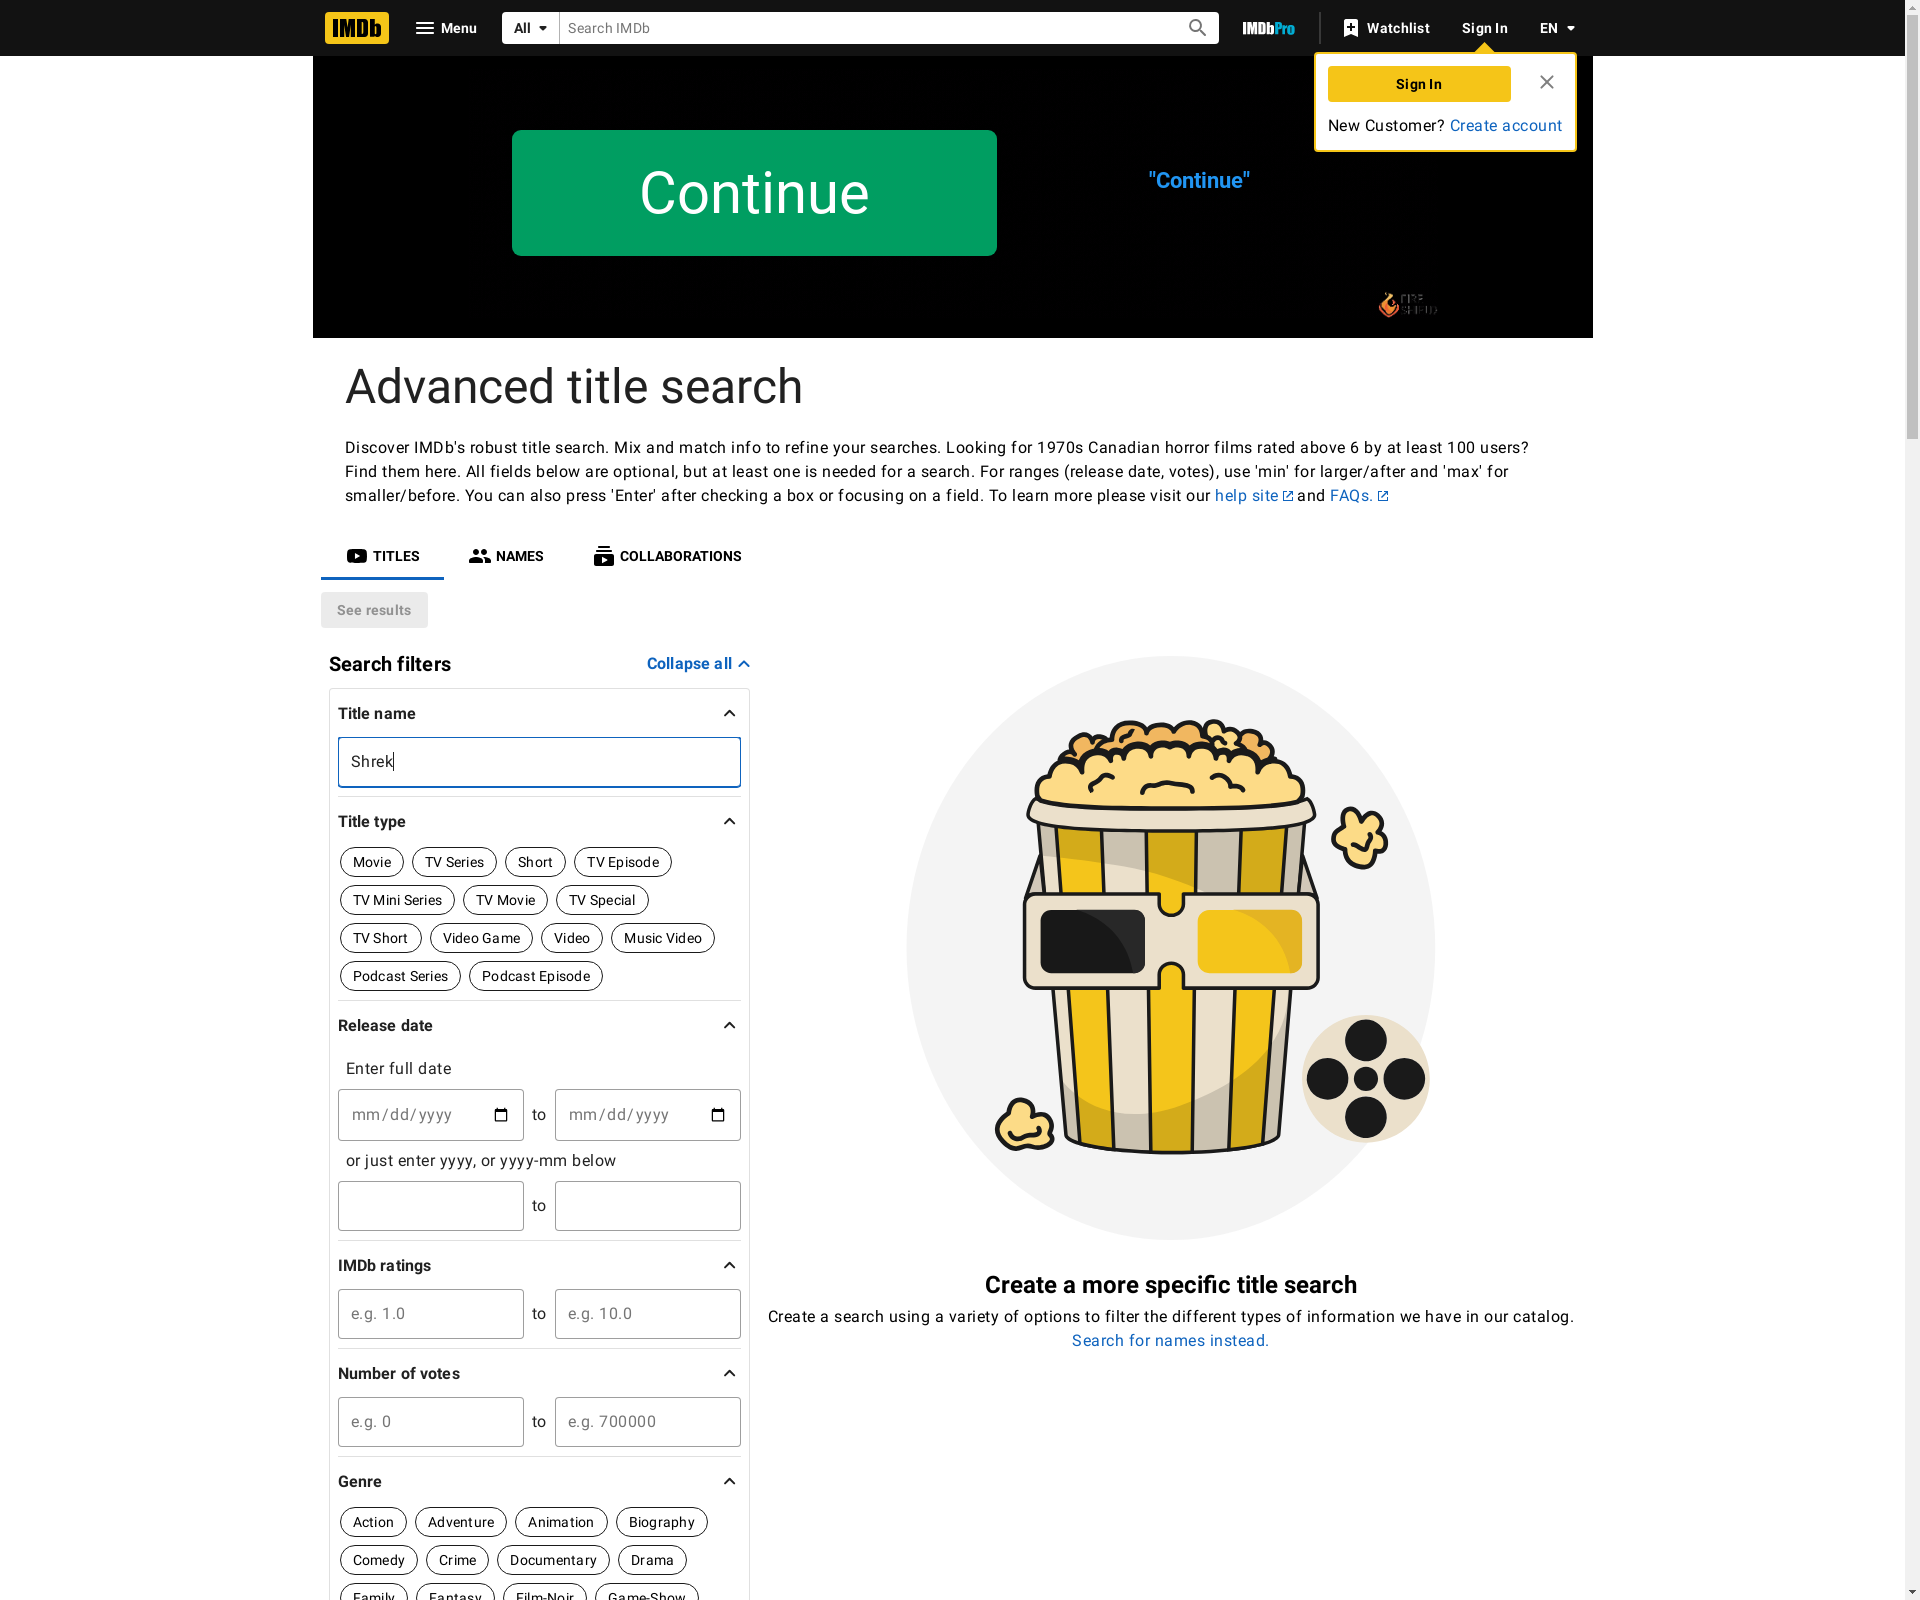 IMDb
Menu
All
Search IMDb
IMDbPro
Watchlist
Sign In
EN
Sign In
New Customer? Create account
Continue
"Continue"
Advanced title search
Discover IMDb's robust title search. Mix and match info to refine your searches. Looking for 1970s Canadian horror films rated above 6 by at least 100 users?
Find them here. All fields below are optional, but at least one is needed for a search. For ranges (release date, votes), use 'min' for larger/after and 'max' for
smaller/before. You can also press 'Enter' after checking a box or focusing on a field. To learn more please visit our help site and FAQs.
TITLES
NAMES
COLLABORATIONS
See results
Search filters
Collapse all
Title name
Shrek
Title type
Movie TV Series Short TV Episode
TV Mini Series TV Movie TV Special
TV Short Video Game Video Music Video
Podcast Series Podcast Episode
Release date
Enter full date
mm/dd/yyyy to mm/dd/yyyy
or just enter yyyy, or yyyy-mm below
to
IMDb ratings
e.g. 1.0 to e.g. 10.0
Number of votes
e.g. 0 to e.g. 700000
Genre
Action Adventure Animation Biography
Comedy Crime Documentary Drama
Family Fantasy Film-Noir Game-Show
Create a more specific title search
Create a search using a variety of options to filter the different types of information we have in our catalog.
Search for names instead.